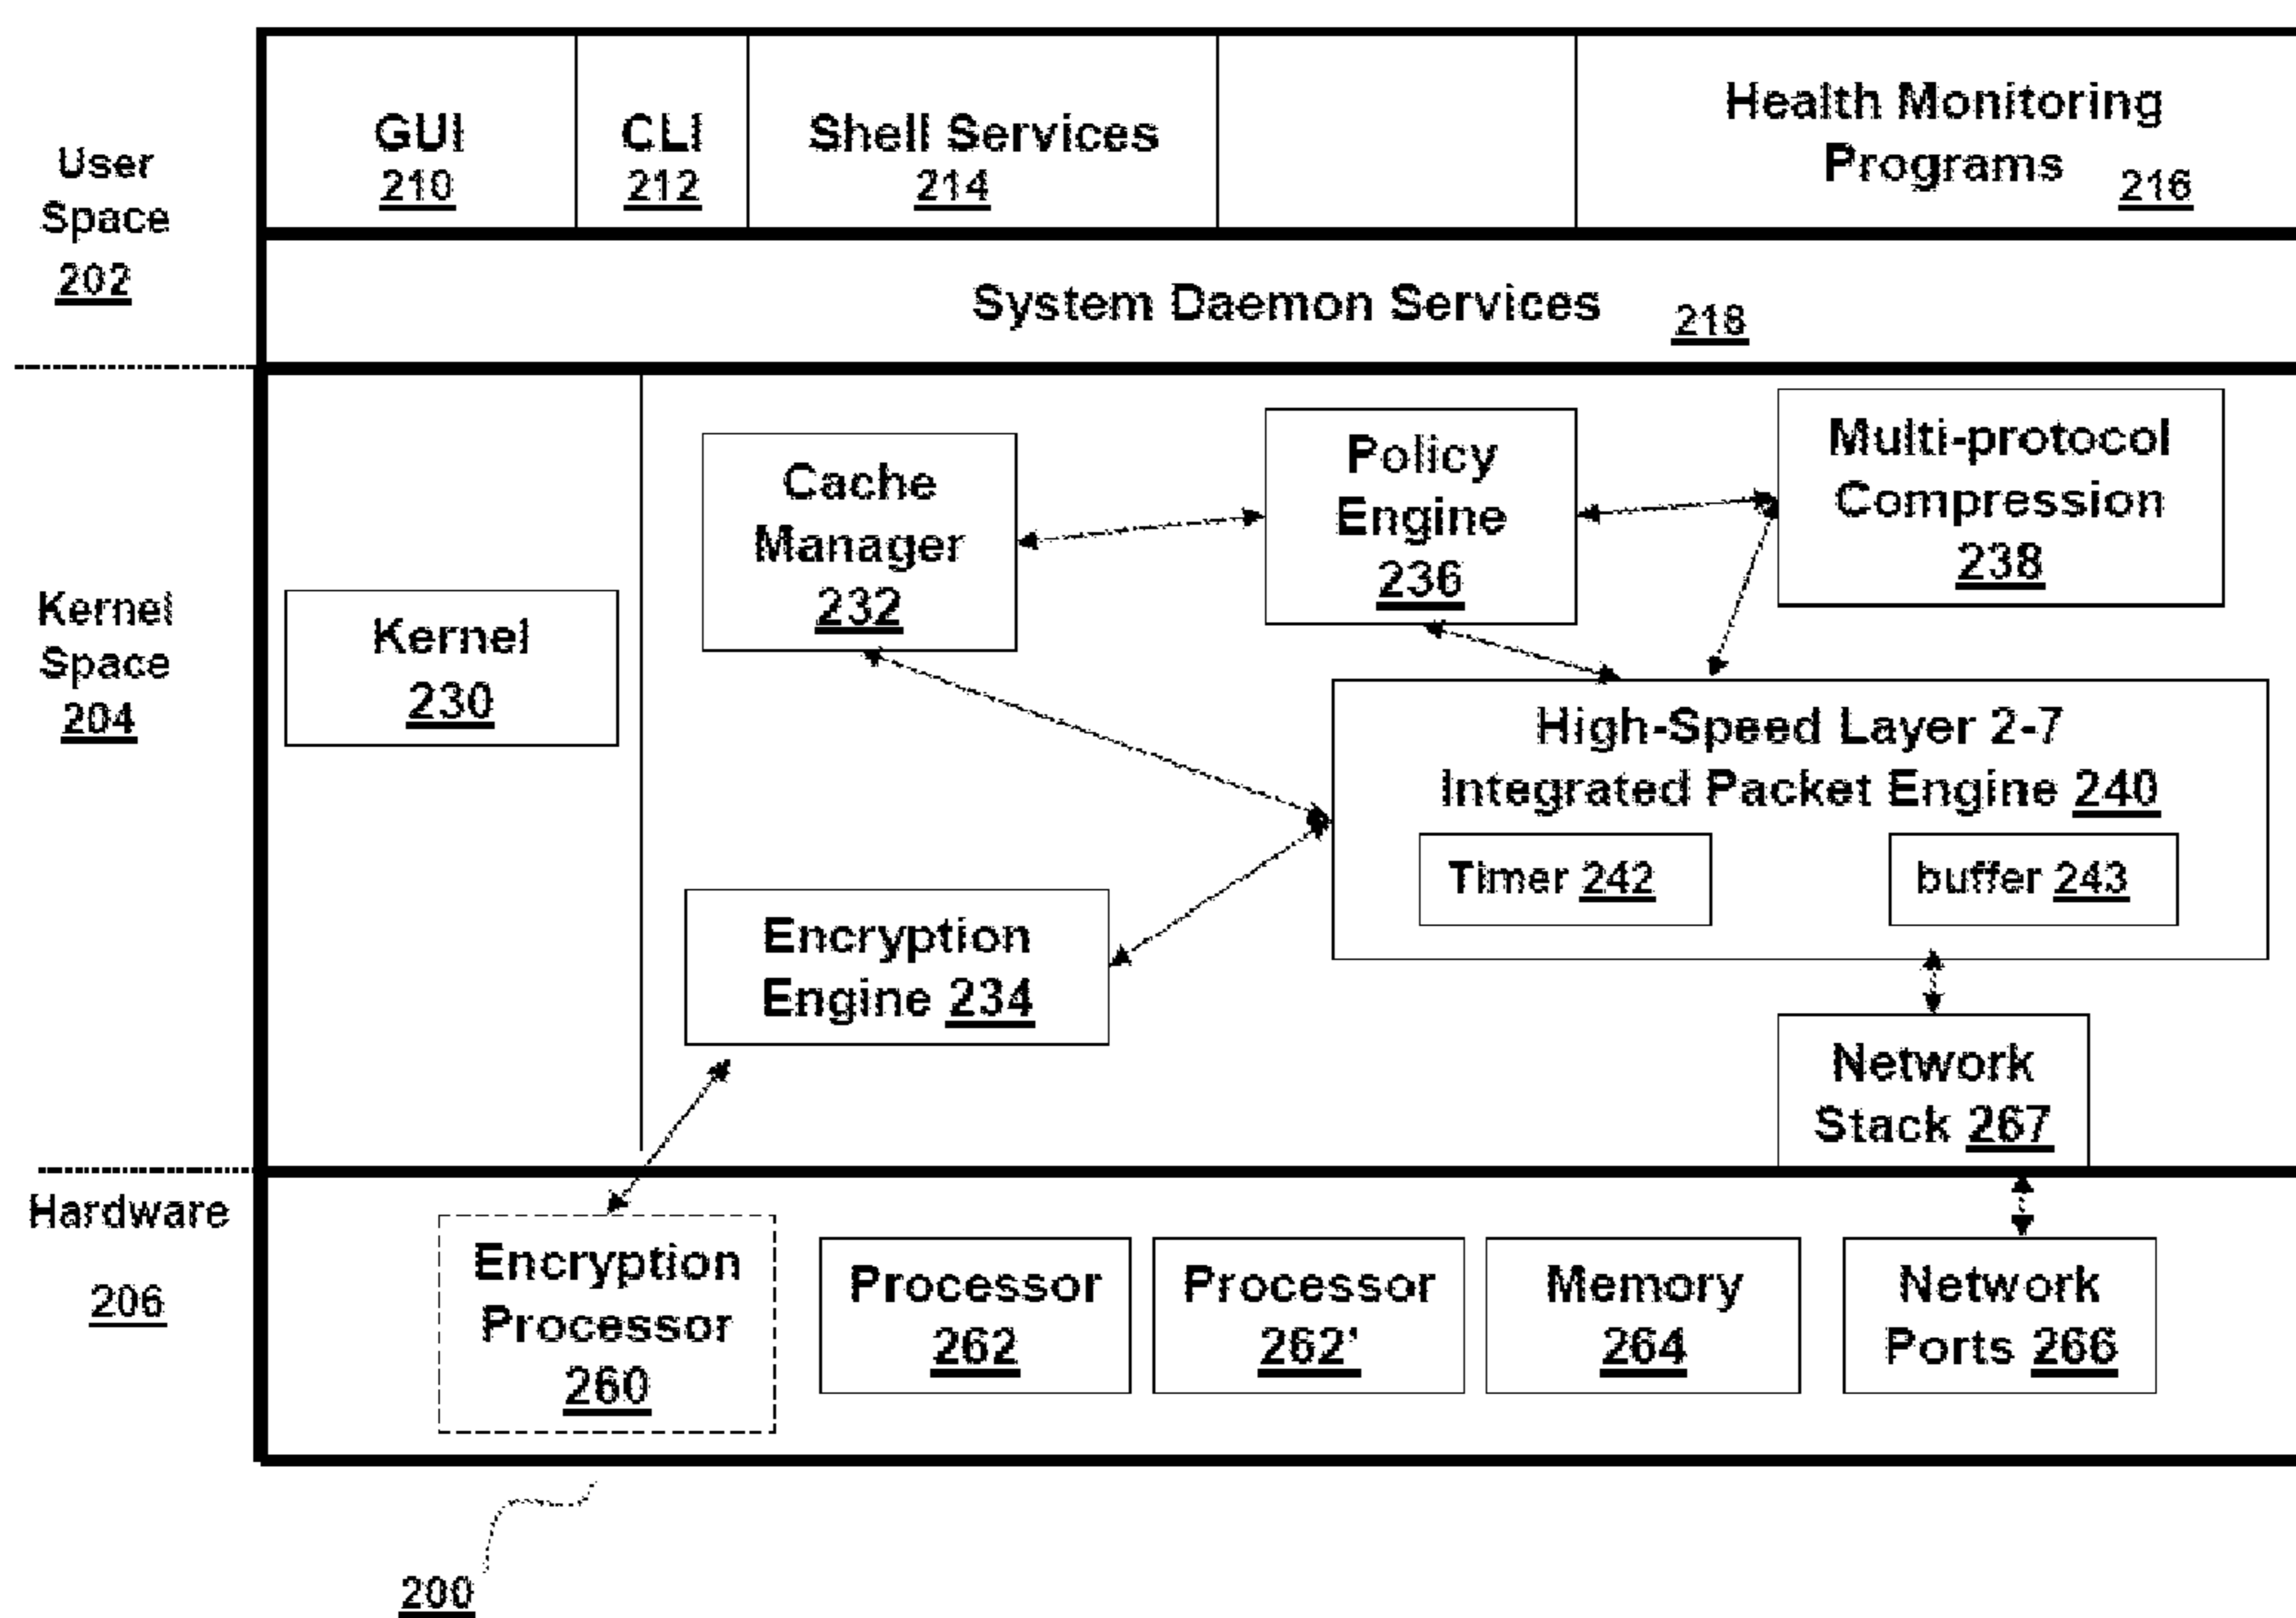 GUI
210
CLI
212
Shell Services
214
Health Monitoring
Programs 216
User
Space
202
System Daemon Services 218
Kernel
Space
204
Kernel
230
Cache
Manager
232
Policy
Engine
236
Multi-protocol
Compression
238
High-Speed Layer 2-7
Integrated Packet Engine 240
Timer 242
buffer 243
Encryption
Engine 234
Network
Stack 267
Hardware
206
Encryption
Processor
260
Processor
262
Processor
262'
Memory
264
Network
Ports 266
200